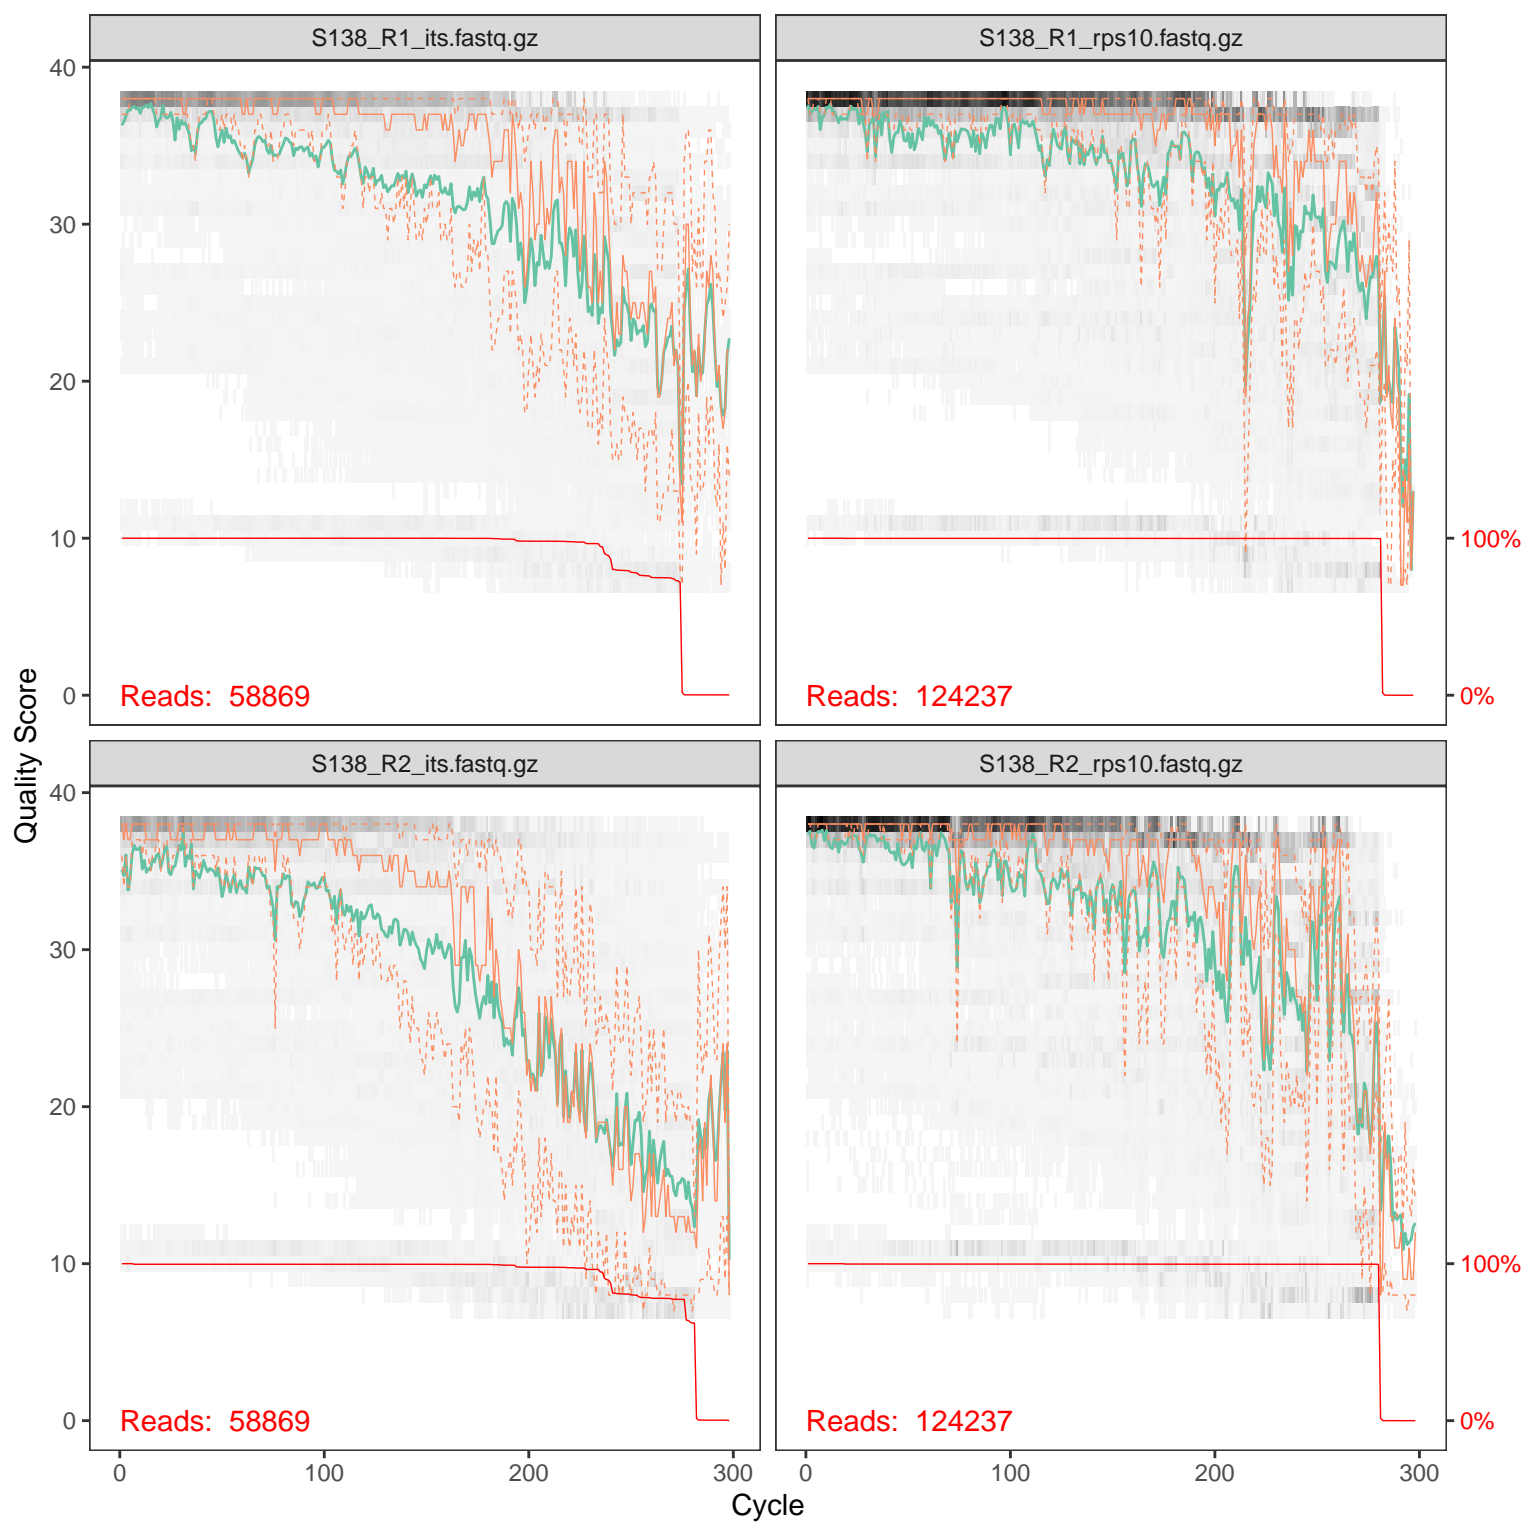 S138_R1_its.fastq.gz
S138_R1_rps10.fastq.gz
40
30
20
10
0
100%
0%
Reads: 58869
Reads: 124237
Quality Score
S138_R2_its.fastq.gz
S138_R2_rps10.fastq.gz
40
30
20
10
0
100%
0%
Reads: 58869
Reads: 124237
0 100 200 300
0 100 200 300
Cycle